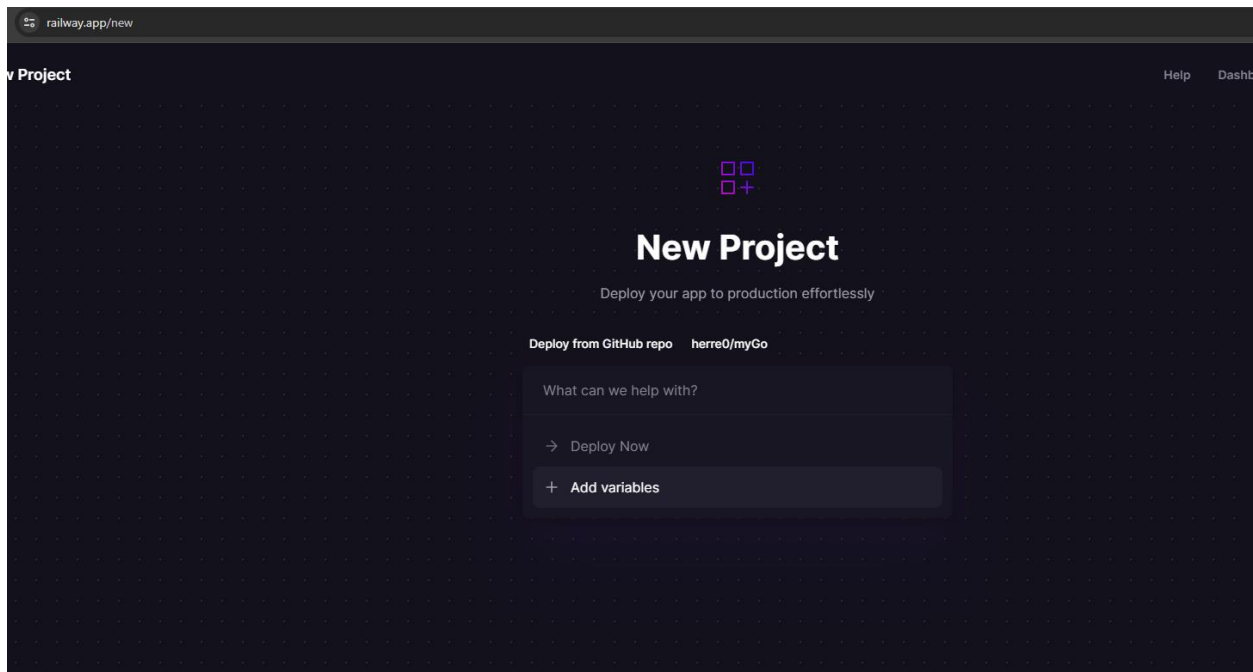 railway.app/new
w Project
Help Dashb
New Project
Deploy your app to production effortlessly
Deploy from GitHub repo herre0/myGo
What can we help with?
Deploy Now
Add variables